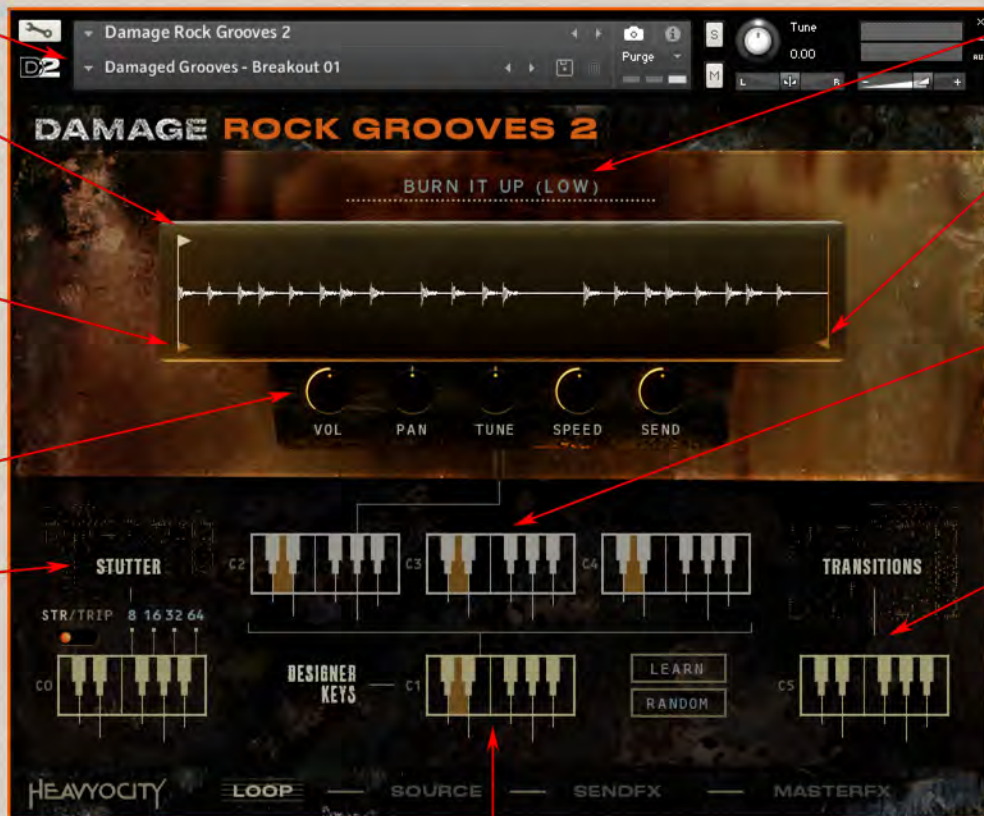 Damage Rock Grooves 2
S
Tune
0.00
D2
Damaged Grooves - Breakout 01
Purge
M
L
R
AU
DAMAGE ROCK GROOVES 2
BURN IT UP (LOW)
VOL PAN TUNE SPEED SEND
STUTTER
C2 C3 C4
TRANSITIONS
STR/TRIP 8 16 32 64
C0
DESIGNER
KEYS
C1
LEARN
RANDOM
C5
HEAVYOCITY LOOP SOURCE SENDFX MASTERFX